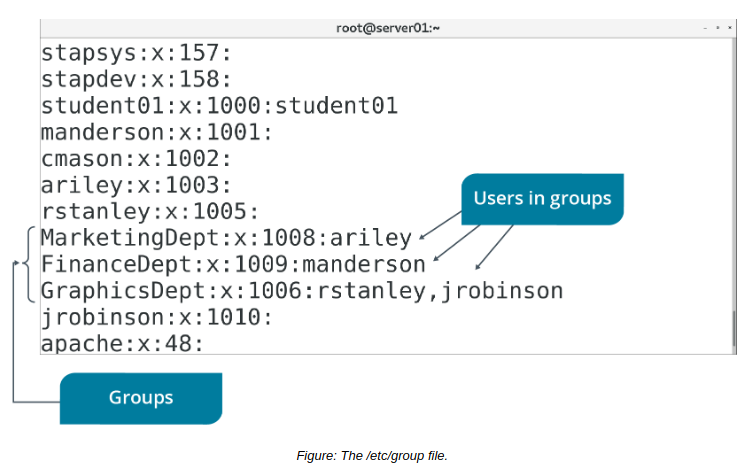 root@server01:~
stapsys:x:157:
stapdev:x:158:
student01:x:1000:student01
manderson:x:1001:
cmason:x:1002:
ariley:x:1003:
rstanley:x:1005:
Users in groups
MarketingDept:x:1008:ariley
FinanceDept:x:1009:manderson
GraphicsDept:x:1006:rstanley,jrobinson
jrobinson:x:1010:
apache:x:48:
Groups
Figure: The /etc/group file.